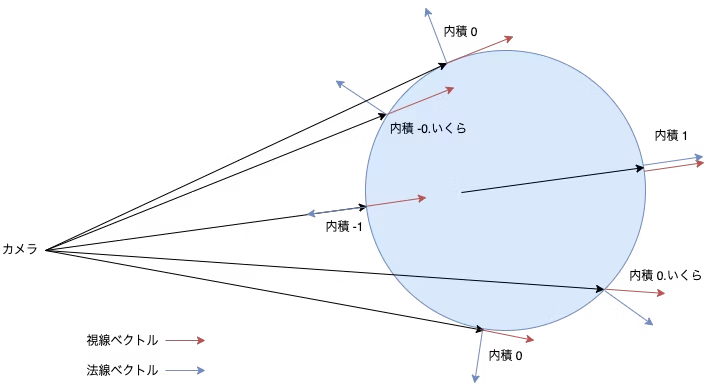 内積 0
内積 -0.いくら
内積 1
内積 -1
カメラ
内積 0.いくら
視線ベクトル
内積 0
法線ベクトル